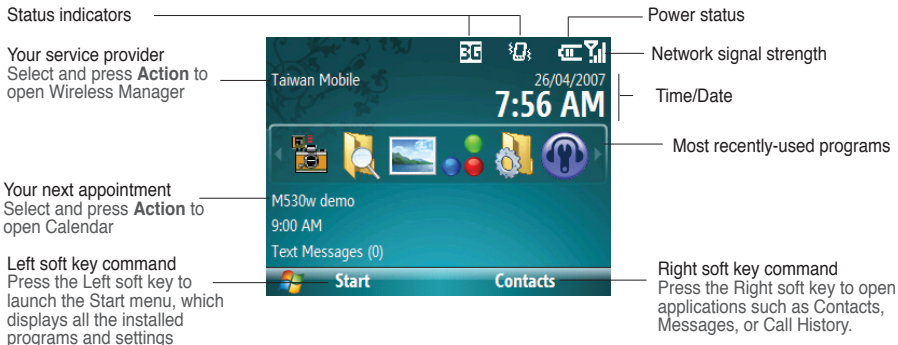 Status indicators
Power status
Your service provider
Select and press Action to
open Wireless Manager
3G
Network signal strength
Taiwan Mobile
26/04/2007
7:56 AM
Time/Date
Most recently-used programs
Your next appointment
Select and press Action to
open Calendar
M530w demo
9:00 AM
Text Messages (0)
Left soft key command
Press the Left soft key to
launch the Start menu, which
displays all the installed
programs and settings
Start
Contacts
Right soft key command
Press the Right soft key to open
applications such as Contacts,
Messages, or Call History.